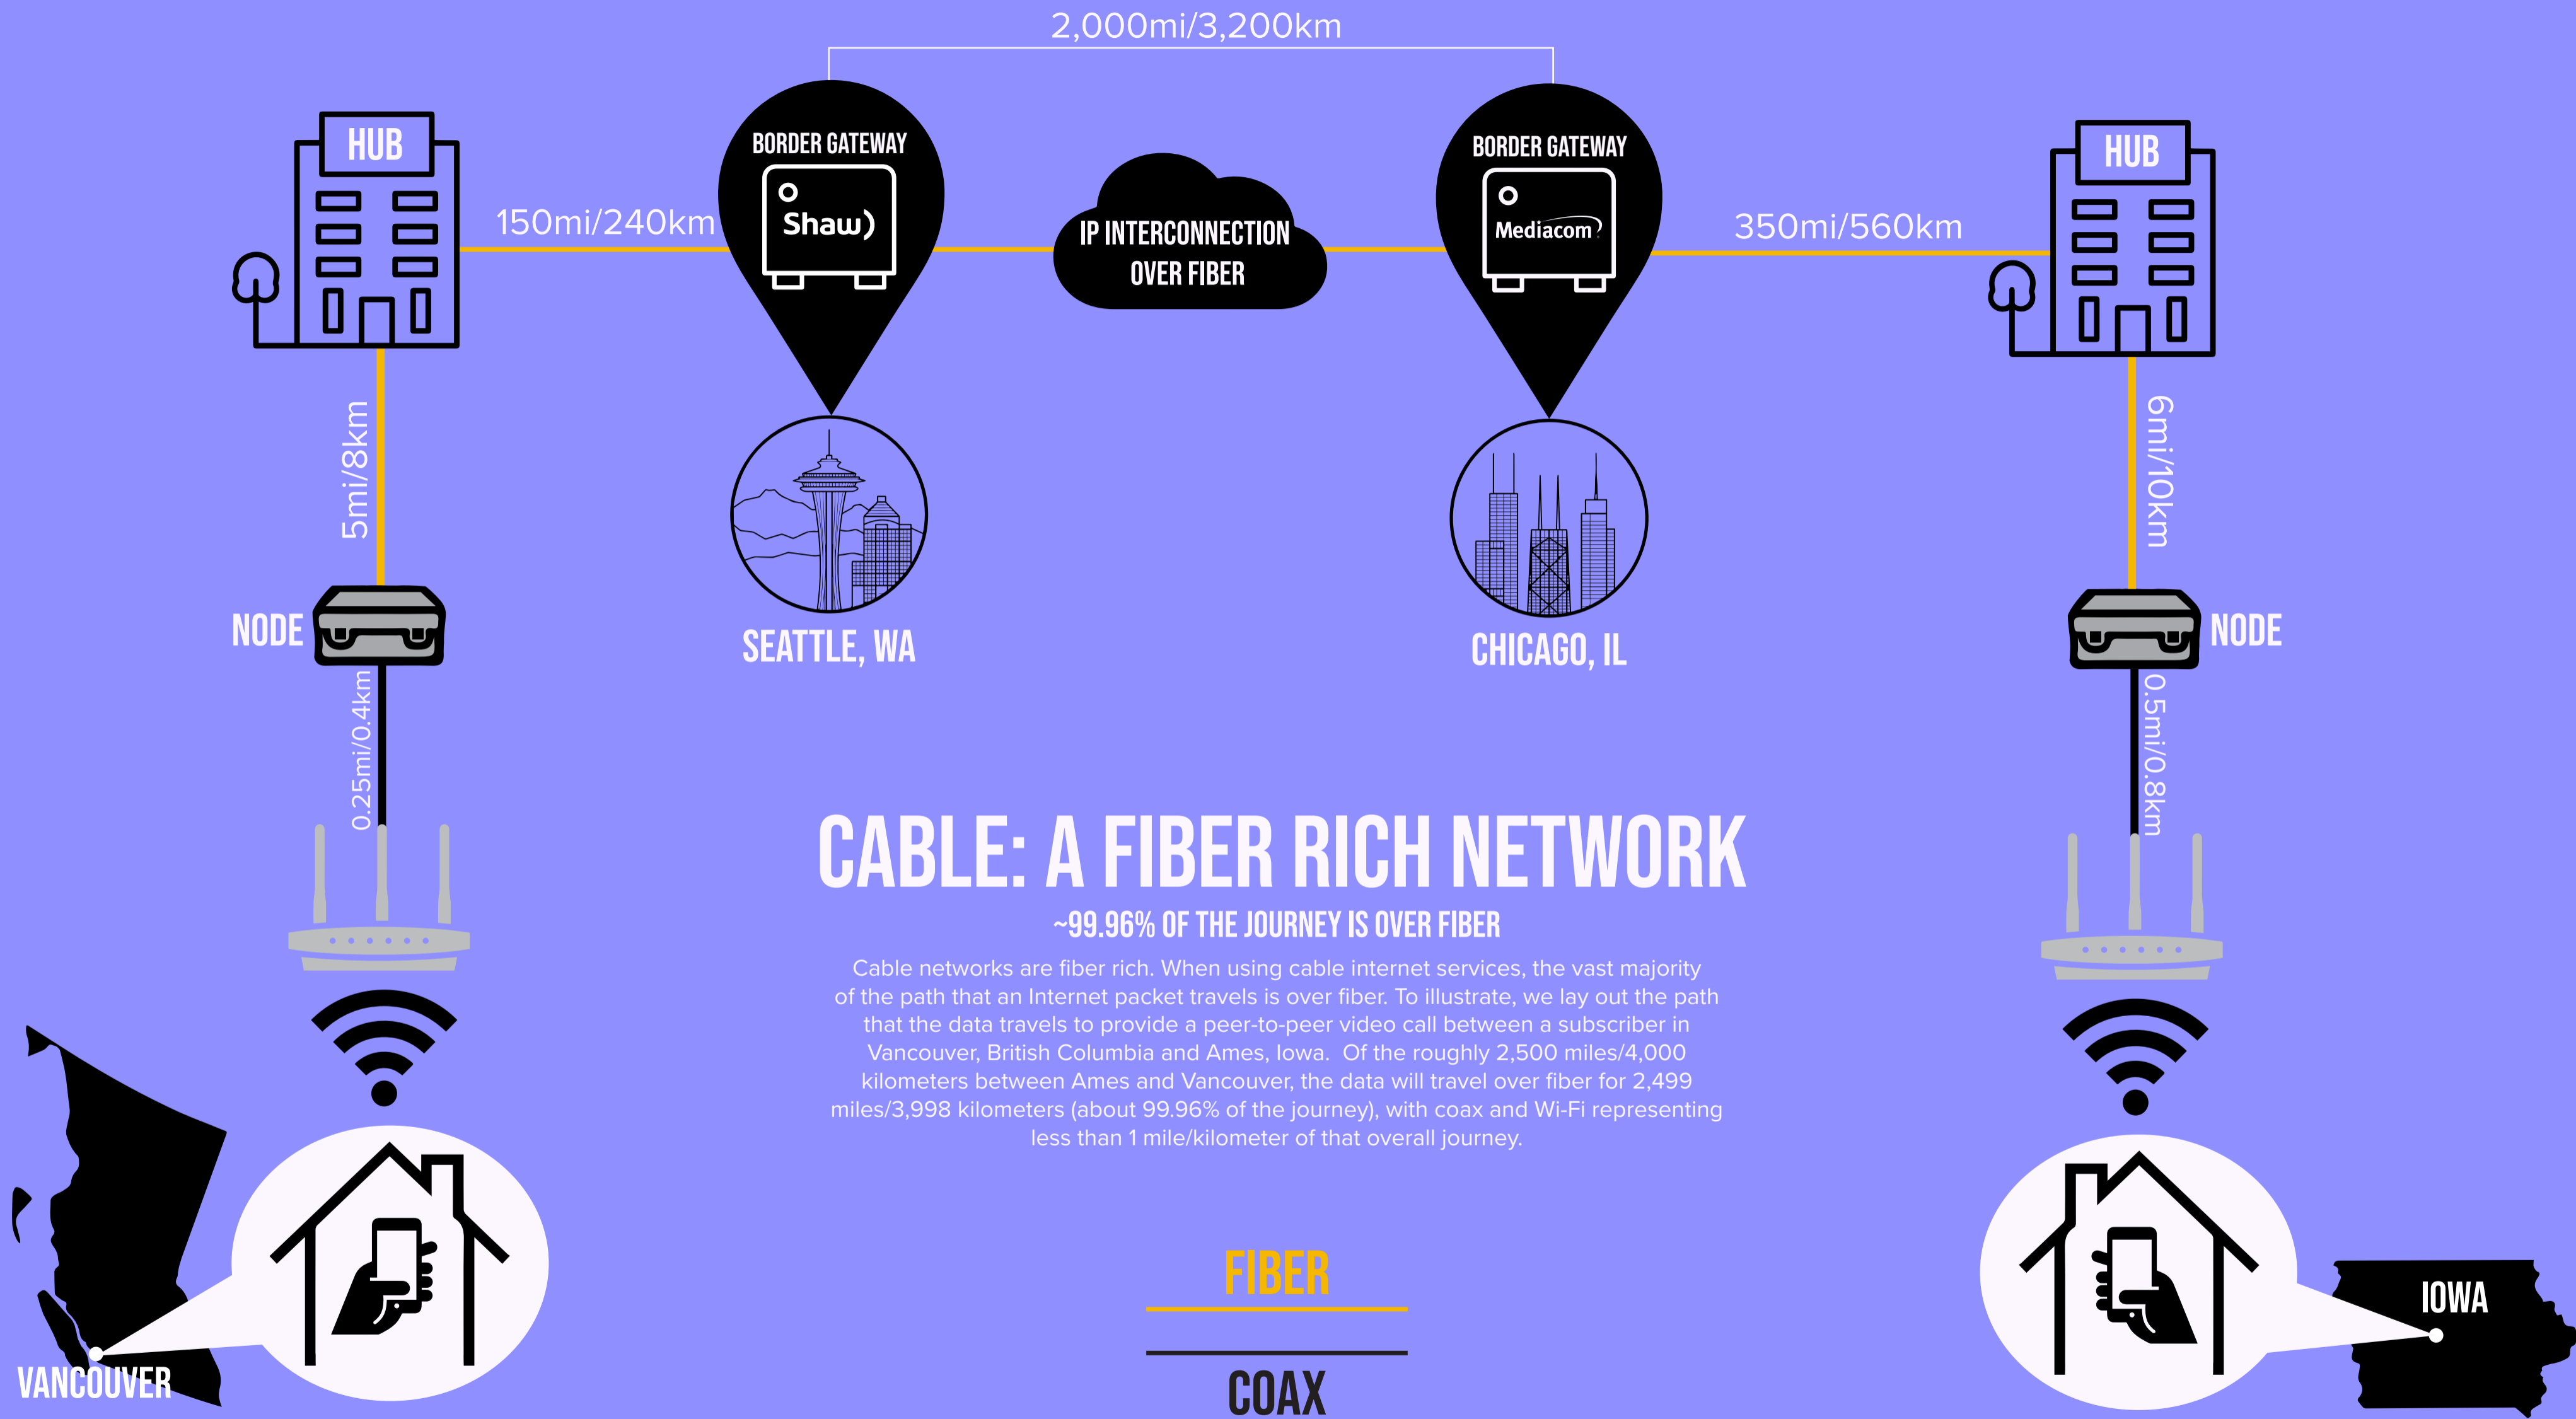 2,000mi/3,200km
HUB
BORDER GATEWAY
Shaw)
150mi/240km
IP INTERCONNECTION
OVER FIBER
BORDER GATEWAY
Mediacom
350mi/560km
HUB
5mi/8km
6mi/10km
NODE
SEATTLE, WA
CHICAGO, IL
NODE
0.25mi/0.4km
0.5mi/0.8km
CABLE: A FIBER RICH NETWORK
~99.96% OF THE JOURNEY IS OVER FIBER
Cable networks are fiber rich. When using cable internet services, the vast majority
of the path that an Internet packet travels is over fiber. To illustrate, we lay out the path
that the data travels to provide a peer-to-peer video call between a subscriber in
Vancouver, British Columbia and Ames, Iowa.  Of the roughly 2,500 miles/4,000
kilometers between Ames and Vancouver, the data will travel over fiber for 2,499
miles/3,998 kilometers (about 99.96% of the journey), with coax and Wi-Fi representing
less than 1 mile/kilometer of that overall journey.
FIBER
COAX
VANCOUVER
IOWA